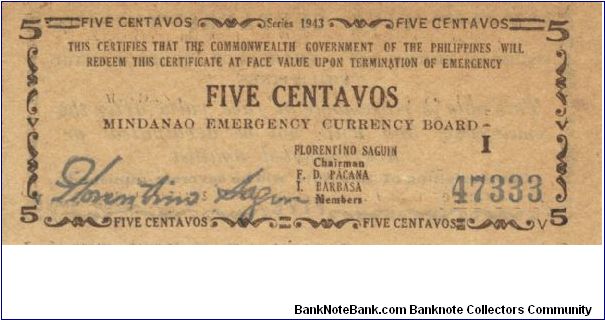 5 FIVE CENTAVOS Series 1943 FIVE CENTAVOS 5
THIS CERTIFIES THAT THE COMMONWEALTH GOVERNMENT OF THE PHILIPPINES WILL
REDEEM THIS CERTIFICATE AT FACE VALUE UPON TERMINATION OF EMERGENCY
FIVE CENTAVOS
MINDANAO EMERGENCY CURRENCY BOARD
I
FLORENTINO SAGUIN
Chairman
F. D. PACANA
I. BARBASA
Members
Florentino Saguin
47333
5 FIVE CENTAVOS FIVE CENTAVOS 5
BankNoteBank.com Banknote Collectors Community